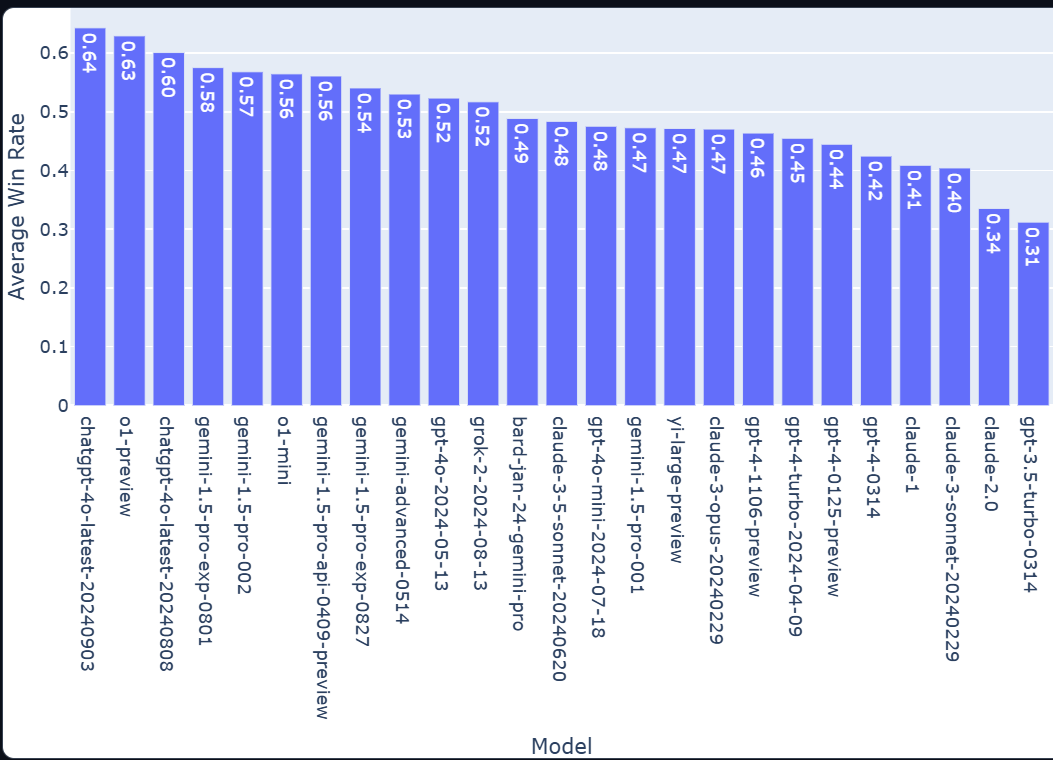 Average Win Rate
0.6
0.5
0.4
0.3
0.2
0.1
0
0.64
0.63
0.60
0.58
0.57
0.56
0.56
0.54
0.53
0.52
0.52
0.49
0.48
0.48
0.47
0.47
0.47
0.46
0.45
0.44
0.42
0.41
0.40
0.34
0.31
chatgpt-4o-latest-20240903
o1-preview
chatgpt-4o-latest-20240808
gemini-1.5-pro-exp-0801
gemini-1.5-pro-002
o1-mini
gemini-1.5-pro-api-0409-preview
gemini-1.5-pro-exp-0827
gemini-advanced-0514
gpt-4o-2024-05-13
grok-2-2024-08-13
bard-jan-24-gemini-pro
claude-3-5-sonnet-20240620
gpt-4o-mini-2024-07-18
gemini-1.5-pro-001
yi-large-preview
claude-3-opus-20240229
gpt-4-1106-preview
gpt-4-turbo-2024-04-09
gpt-4-0125-preview
gpt-4-0314
claude-1
claude-3-sonnet-20240229
claude-2.0
gpt-3.5-turbo-0314
Model